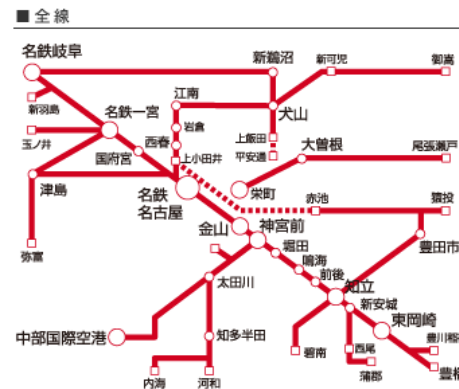 ■全線
名鉄岐阜
新鵜沼
新可児
御嵩
新羽島
江南
犬山
玉ノ井
名鉄一宮
岩倉
上飯田
大曽根
尾張瀬戸
西春
平安通
国府宮
上小田井
津島
名鉄
名古屋
栄町
赤池
猿投
金山
神宮前
豊田市
弥富
堀田
鳴海
太田川
前後
知立
新安城
中部国際空港
東岡崎
知多半田
豊川稲
碧南
西尾
豊橋
内海
河和
蒲郡